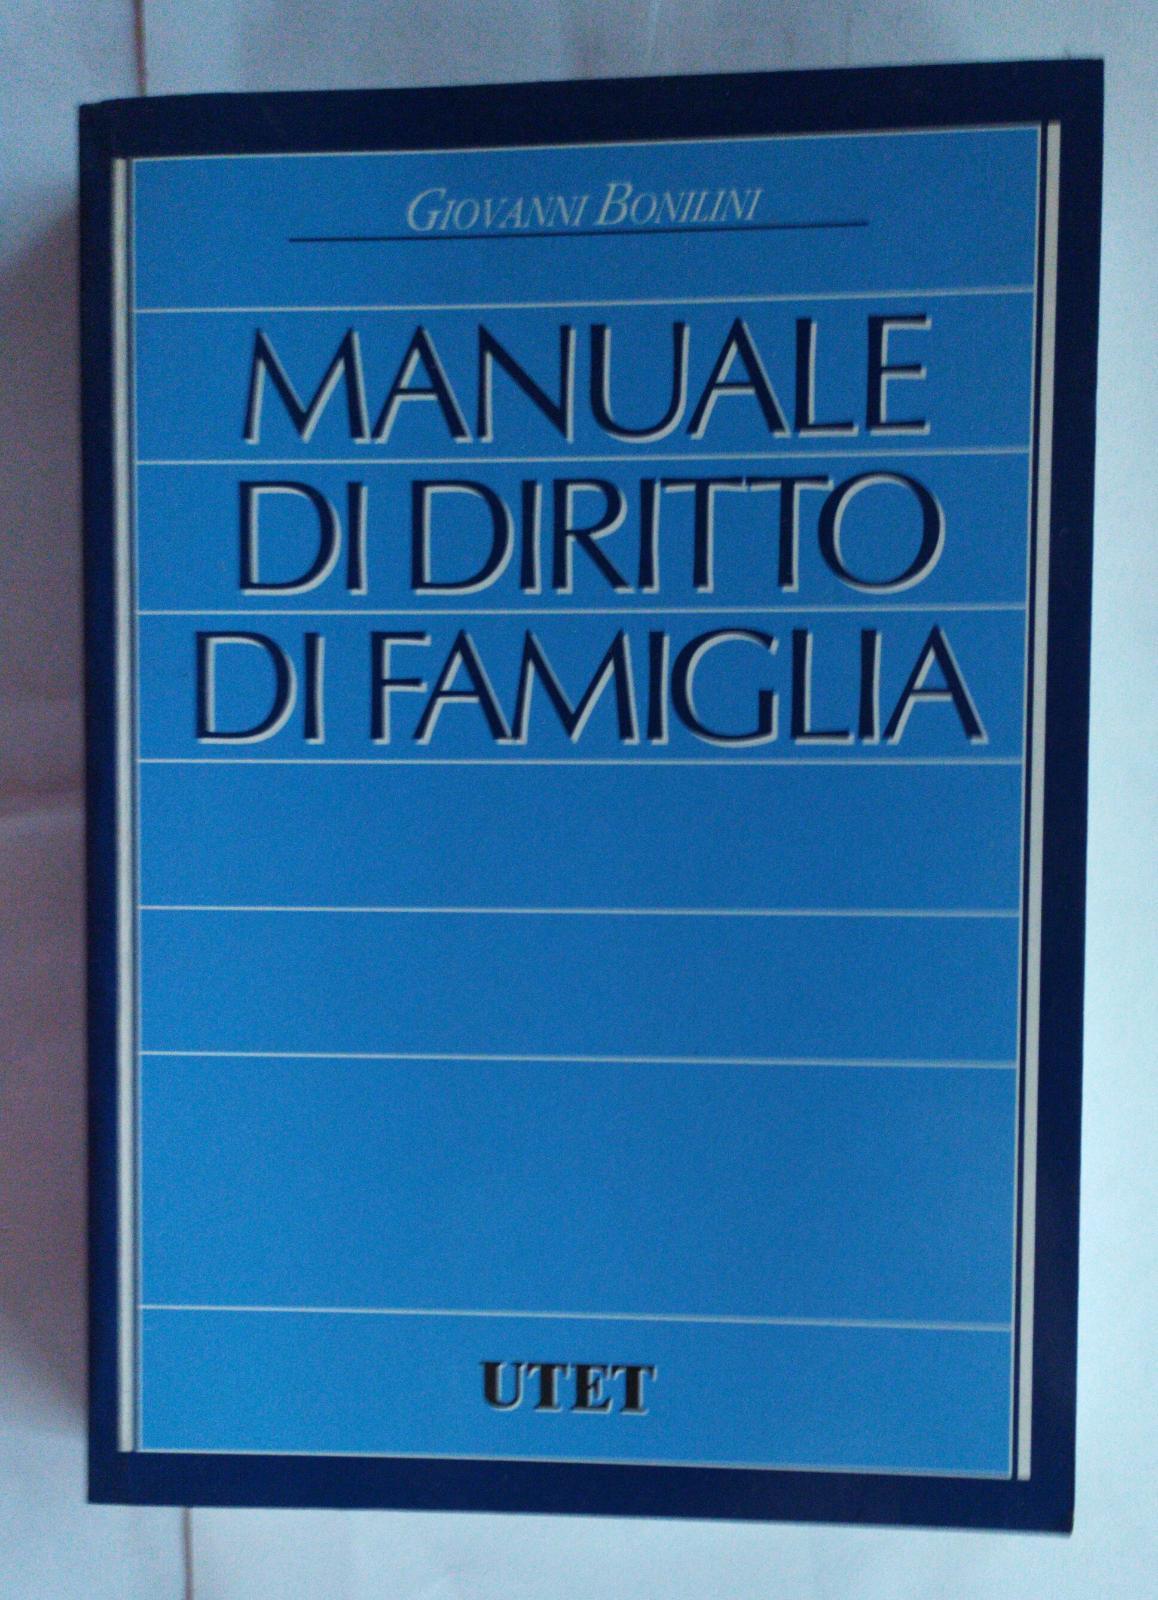 GIOVANNI BONILINI
MANUALE
DI DIRITTO
DI FAMIGLIA
UTET